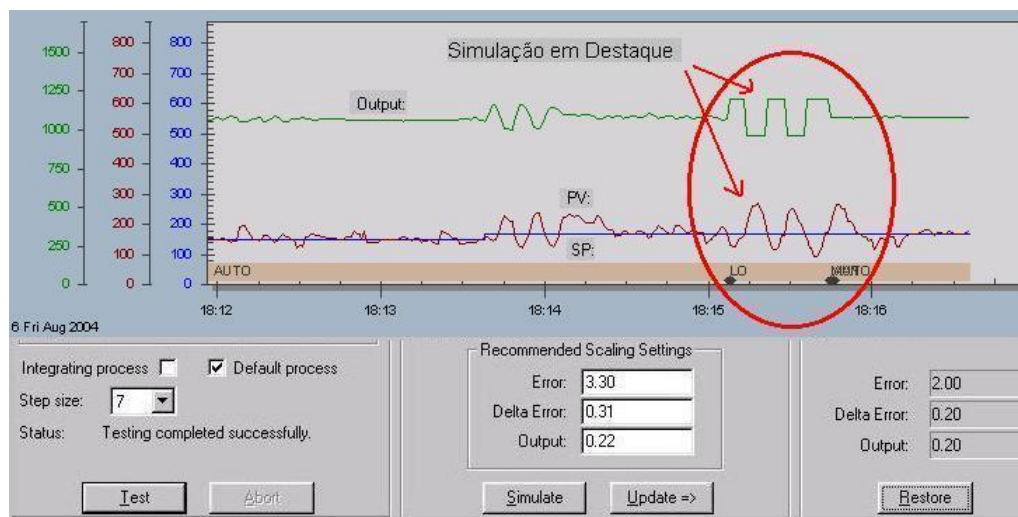 Simulação em Destaque
1500
1250
1000
750
500
250
0
800
700
600
500
400
300
200
100
0
800
700
600
500
400
300
200
100
0
Output:
PV:
SP:
AUTO
LO
18:12
18:13
18:14
18:15
18:16
6 Fri Aug 2004
Integrating process
Default process
Step size: 7
Status: Testing completed successfully.
Test
Abort
Recommended Scaling Settings
Error: 3.30
Delta Error: 0.31
Output: 0.22
Simulate
Update =>
Error: 2.00
Delta Error: 0.20
Output: 0.20
Restore